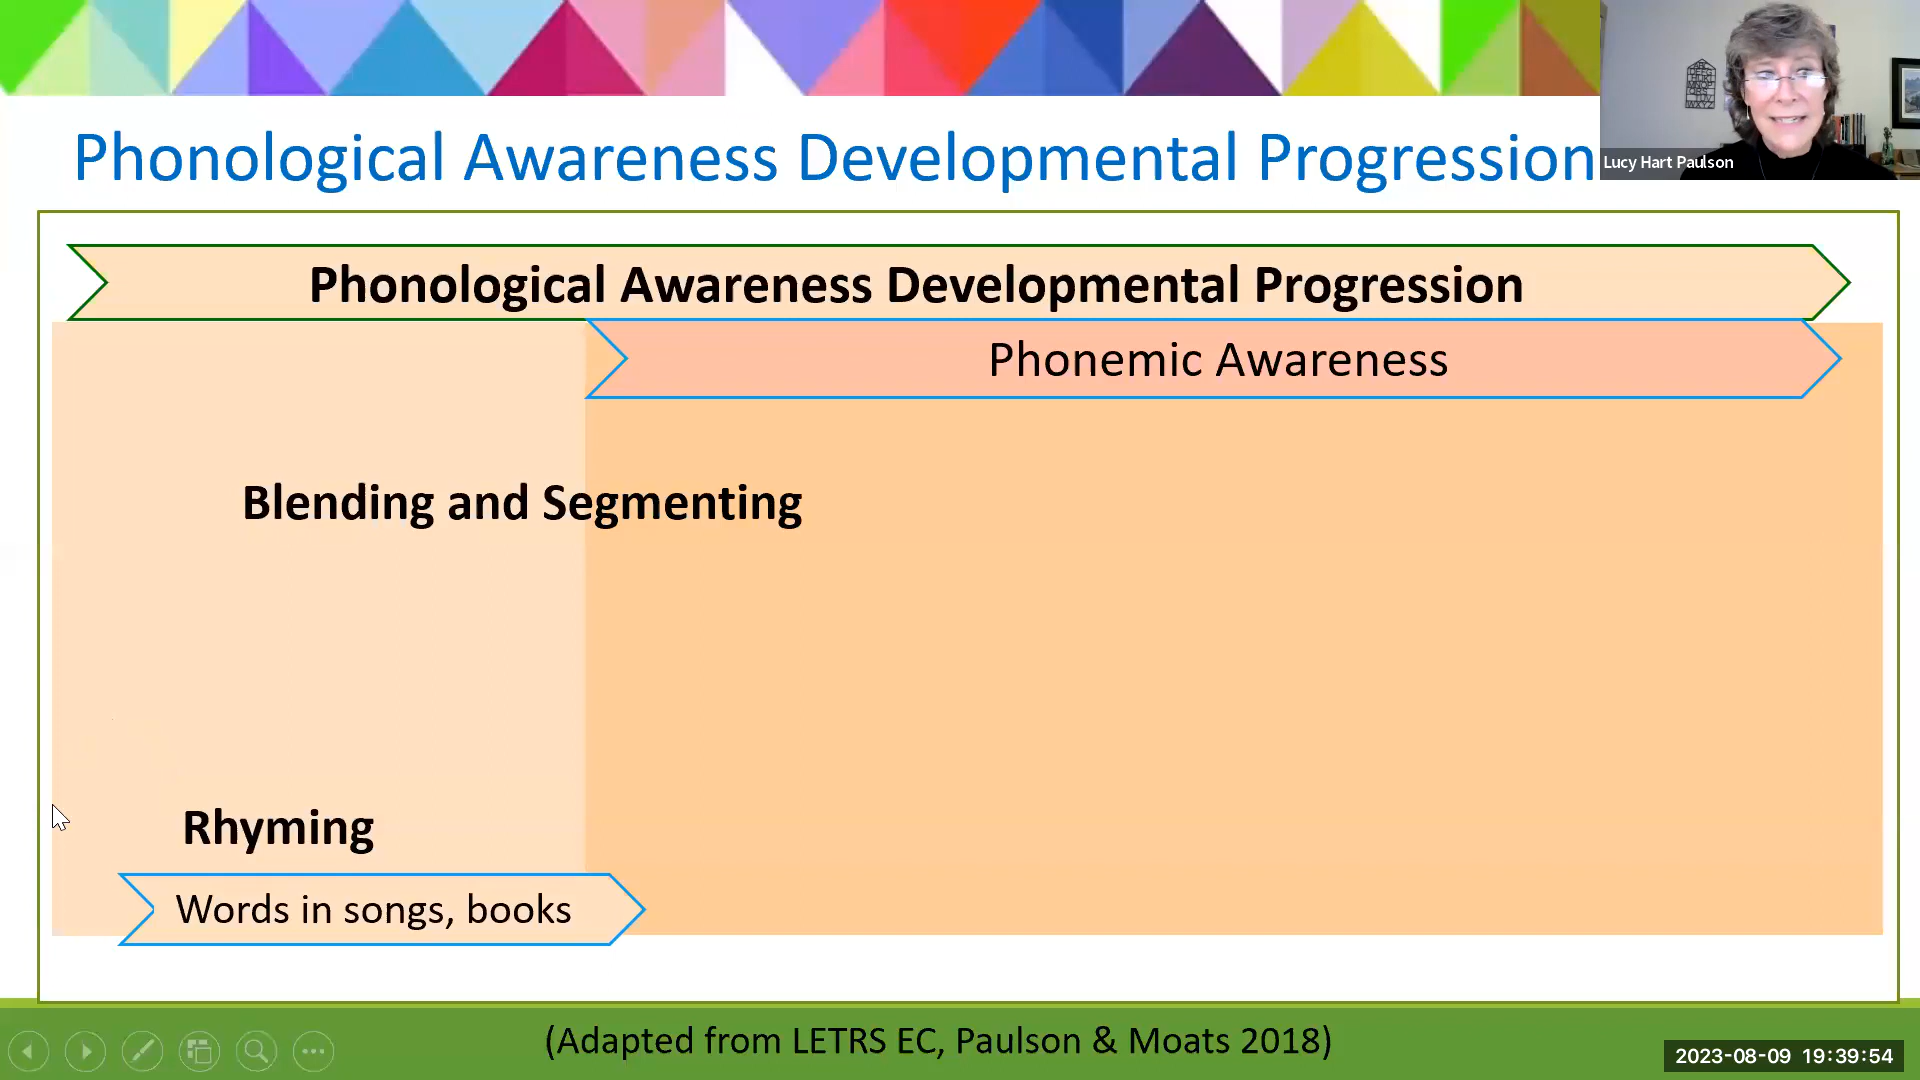 Phonological Awareness Developmental Progression
Lucy Hart Paulson
Phonological Awareness Developmental Progression
Phonemic Awareness
Blending and Segmenting
Rhyming
Words in songs, books
(Adapted from LETRS EC, Paulson & Moats 2018)
2023-08-09 19:39:54